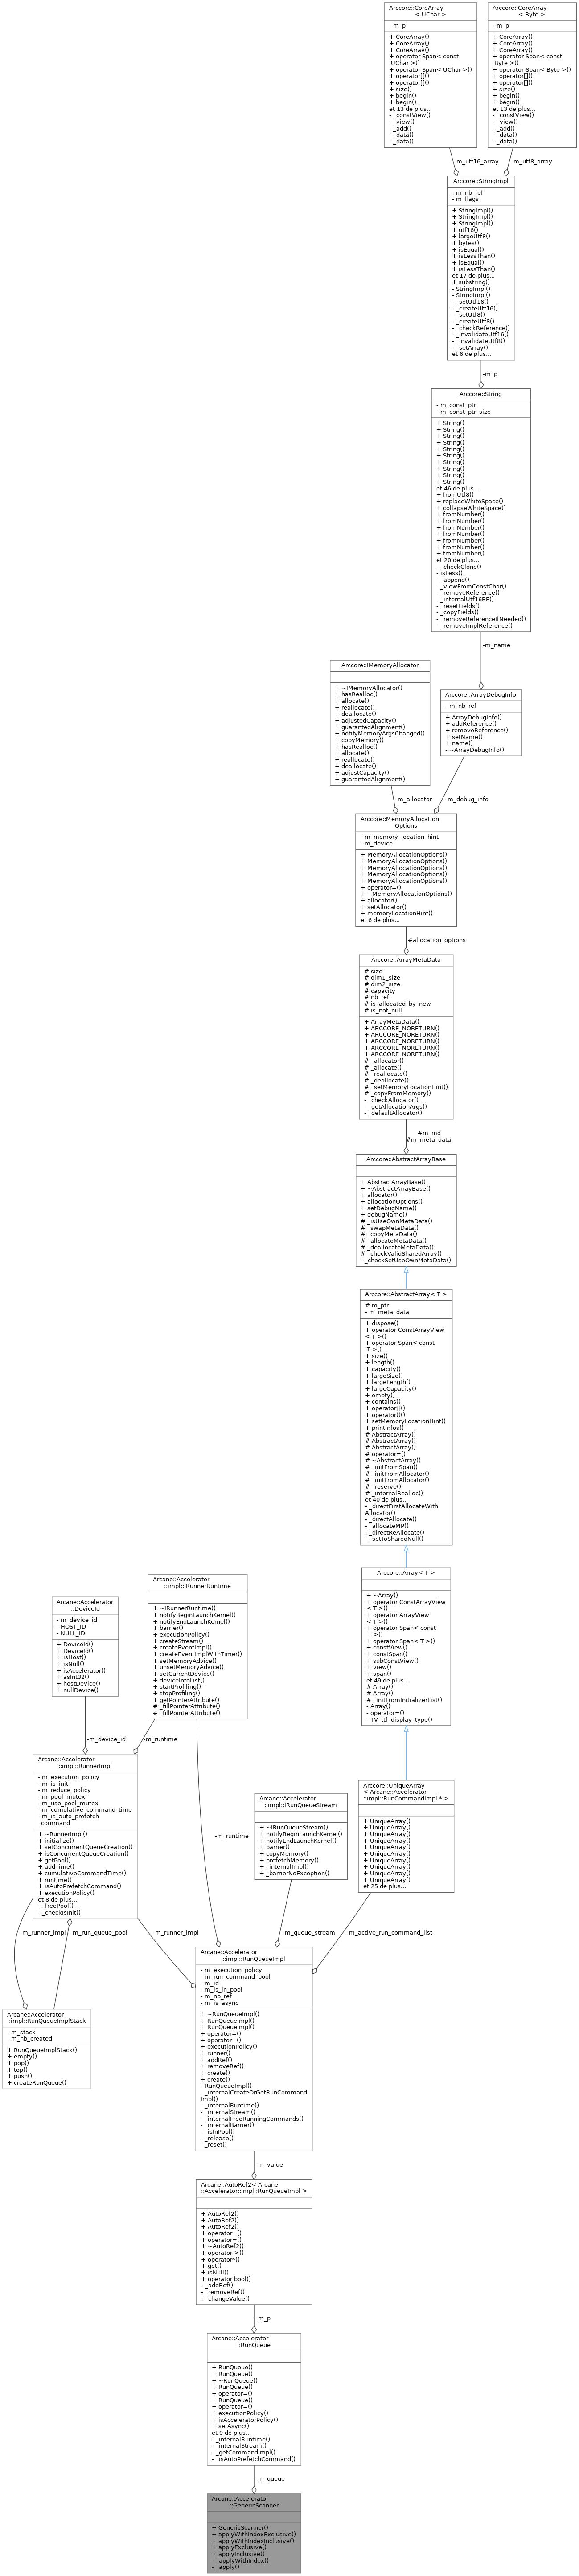 Arccore::CoreArray
< UChar >
- m_p
+ CoreArray()
+ CoreArray()
+ CoreArray()
+ operator Span< const
UChar >()
+ operator Span< UChar >()
+ operator[]()
+ operator[]()
+ size()
+ begin()
+ begin()
et 13 de plus...
- _constView()
- _view()
- _add()
- _data()
- _data()
Arccore::CoreArray
< Byte >
- m_p
+ CoreArray()
+ CoreArray()
+ CoreArray()
+ operator Span< const
Byte >()
+ operator Span< Byte >()
+ operator[]()
+ operator[]()
+ size()
+ begin()
+ begin()
et 13 de plus...
- _constView()
- _view()
- _add()
- _data()
- _data()
-m_utf16_array
-m_utf8_array
Arccore::StringImpl
- m_nb_ref
- m_flags
+ StringImpl()
+ StringImpl()
+ StringImpl()
+ utf16()
+ largeUtf8()
+ bytes()
+ isEqual()
+ isLessThan()
+ isEqual()
+ isLessThan()
et 17 de plus...
+ substring()
- StringImpl()
- StringImpl()
- _setUtf16()
- _createUtf16()
- _setUtf8()
- _createUtf8()
- _checkReference()
- _invalidateUtf16()
- _invalidateUtf8()
- _setArray()
et 6 de plus...
-m_p
Arccore::String
- m_const_ptr
- m_const_ptr_size
+ String()
+ String()
+ String()
+ String()
+ String()
+ String()
+ String()
+ String()
+ String()
+ String()
et 46 de plus...
+ fromUtf8()
+ replaceWhiteSpace()
+ collapseWhiteSpace()
+ fromNumber()
+ fromNumber()
+ fromNumber()
+ fromNumber()
+ fromNumber()
+ fromNumber()
+ fromNumber()
et 20 de plus...
- _checkClone()
- isLess()
- _append()
- _viewFromConstChar()
- _removeReference()
- _internalUtf16BE()
- _resetFields()
- _copyFields()
- _removeReferenceIfNeeded()
- _removeImplReference()
-m_name
Arccore::IMemoryAllocator
+ ~IMemoryAllocator()
+ hasRealloc()
+ allocate()
+ reallocate()
+ deallocate()
+ adjustedCapacity()
+ guarantedAlignment()
+ notifyMemoryArgsChanged()
+ copyMemory()
+ hasRealloc()
+ allocate()
+ reallocate()
+ deallocate()
+ adjustCapacity()
+ guarantedAlignment()
Arccore::ArrayDebugInfo
- m_nb_ref
+ ArrayDebugInfo()
+ addReference()
+ removeReference()
+ setName()
+ name()
- ~ArrayDebugInfo()
-m_allocator
-m_debug_info
Arccore::MemoryAllocation
Options
- m_memory_location_hint
- m_device
+ MemoryAllocationOptions()
+ MemoryAllocationOptions()
+ MemoryAllocationOptions()
+ MemoryAllocationOptions()
+ MemoryAllocationOptions()
+ operator=()
+ ~MemoryAllocationOptions()
+ allocator()
+ setAllocator()
+ memoryLocationHint()
et 6 de plus...
#allocation_options
Arccore::ArrayMetaData
# size
# dim1_size
# dim2_size
# capacity
# nb_ref
# is_allocated_by_new
# is_not_null
+ ArrayMetaData()
+ ARCCORE_NORETURN()
+ ARCCORE_NORETURN()
+ ARCCORE_NORETURN()
+ ARCCORE_NORETURN()
+ ARCCORE_NORETURN()
# _allocator()
# _allocate()
# _reallocate()
# _deallocate()
# _setMemoryLocationHint()
# _copyFromMemory()
- _checkAllocator()
- _getAllocationArgs()
- _defaultAllocator()
#m_md
#m_meta_data
Arccore::AbstractArrayBase
+ AbstractArrayBase()
+ ~AbstractArrayBase()
+ allocator()
+ allocationOptions()
+ setDebugName()
+ debugName()
# _isUseOwnMetaData()
# _swapMetaData()
# _copyMetaData()
# _allocateMetaData()
# _deallocateMetaData()
# _checkValidSharedArray()
- _checkSetUseOwnMetaData()
Arccore::AbstractArray< T >
# m_ptr
- m_meta_data
+ dispose()
+ operator ConstArrayView
< T >()
+ operator Span< const
T >()
+ size()
+ length()
+ capacity()
+ largeSize()
+ largeLength()
+ largeCapacity()
+ empty()
+ contains()
+ operator[]()
+ operator()()
+ setMemoryLocationHint()
+ printInfos()
# AbstractArray()
# AbstractArray()
# AbstractArray()
# operator=()
# ~AbstractArray()
# _initFromSpan()
# _initFromAllocator()
# _initFromAllocator()
# _reserve()
# _internalRealloc()
et 40 de plus...
- _directFirstAllocateWith
Allocator()
- _directAllocate()
- _allocateMP()
- _directReAllocate()
- _setToSharedNull()
Arccore::Array< T >
+ ~Array()
+ operator ConstArrayView
< T >()
+ operator ArrayView
< T >()
+ operator Span< const
T >()
+ operator Span< T >()
+ constView()
+ constSpan()
+ subConstView()
+ view()
+ span()
et 49 de plus...
# Array()
# Array()
# _initFromInitializerList()
- Array()
- operator=()
- TV_ttf_display_type()
Arcane::Accelerator
::DeviceId
- m_device_id
- HOST_ID
- NULL_ID
+ DeviceId()
+ DeviceId()
+ isHost()
+ isNull()
+ isAccelerator()
+ asInt32()
+ hostDevice()
+ nullDevice()
Arcane::Accelerator
::impl::IRunnerRuntime
+ ~IRunnerRuntime()
+ notifyBeginLaunchKernel()
+ notifyEndLaunchKernel()
+ barrier()
+ executionPolicy()
+ createStream()
+ createEventImpl()
+ createEventImplWithTimer()
+ setMemoryAdvice()
+ unsetMemoryAdvice()
+ setCurrentDevice()
+ deviceInfoList()
+ startProfiling()
+ stopProfiling()
+ getPointerAttribute()
# _fillPointerAttribute()
# _fillPointerAttribute()
-m_device_id
-m_runtime
Arcane::Accelerator
::impl::RunnerImpl
- m_execution_policy
- m_is_init
- m_reduce_policy
- m_pool_mutex
- m_use_pool_mutex
- m_cumulative_command_time
- m_is_auto_prefetch
_command
+ ~RunnerImpl()
+ initialize()
+ setConcurrentQueueCreation()
+ isConcurrentQueueCreation()
+ getPool()
+ addTime()
+ cumulativeCommandTime()
+ runtime()
+ isAutoPrefetchCommand()
+ executionPolicy()
et 8 de plus...
- _freePool()
- _checkIsInit()
-m_runtime
Arcane::Accelerator
::impl::IRunQueueStream
+ ~IRunQueueStream()
+ notifyBeginLaunchKernel()
+ notifyEndLaunchKernel()
+ barrier()
+ copyMemory()
+ prefetchMemory()
+ _internalImpl()
+ _barrierNoException()
Arccore::UniqueArray
< Arcane::Accelerator
::impl::RunCommandImpl * >
+ UniqueArray()
+ UniqueArray()
+ UniqueArray()
+ UniqueArray()
+ UniqueArray()
+ UniqueArray()
+ UniqueArray()
+ UniqueArray()
+ UniqueArray()
+ UniqueArray()
et 25 de plus...
-m_runner_impl
-m_run_queue_pool
-m_runner_impl
-m_queue_stream
-m_active_run_command_list
Arcane::Accelerator
::impl::RunQueueImplStack
- m_stack
- m_nb_created
+ RunQueueImplStack()
+ empty()
+ pop()
+ top()
+ push()
+ createRunQueue()
Arcane::Accelerator
::impl::RunQueueImpl
- m_execution_policy
- m_run_command_pool
- m_id
- m_is_in_pool
- m_nb_ref
- m_is_async
+ ~RunQueueImpl()
+ RunQueueImpl()
+ RunQueueImpl()
+ operator=()
+ operator=()
+ executionPolicy()
+ runner()
+ addRef()
+ removeRef()
+ create()
+ create()
- RunQueueImpl()
- _internalCreateOrGetRunCommand
Impl()
- _internalRuntime()
- _internalStream()
- _internalFreeRunningCommands()
- _internalBarrier()
- _isInPool()
- _release()
- _reset()
-m_value
Arcane::AutoRef2< Arcane
::Accelerator::impl::RunQueueImpl >
+ AutoRef2()
+ AutoRef2()
+ AutoRef2()
+ operator=()
+ operator=()
+ ~AutoRef2()
+ operator->()
+ operator*()
+ get()
+ isNull()
+ operator bool()
- _addRef()
- _removeRef()
- _changeValue()
-m_p
Arcane::Accelerator
::RunQueue
+ RunQueue()
+ RunQueue()
+ ~RunQueue()
+ RunQueue()
+ operator=()
+ RunQueue()
+ operator=()
+ executionPolicy()
+ isAcceleratorPolicy()
+ setAsync()
et 9 de plus...
- _internalRuntime()
- _internalStream()
- _getCommandImpl()
- _isAutoPrefetchCommand()
-m_queue
Arcane::Accelerator
::GenericScanner
+ GenericScanner()
+ applyWithIndexExclusive()
+ applyWithIndexInclusive()
+ applyExclusive()
+ applyInclusive()
- _applyWithIndex()
- _apply()